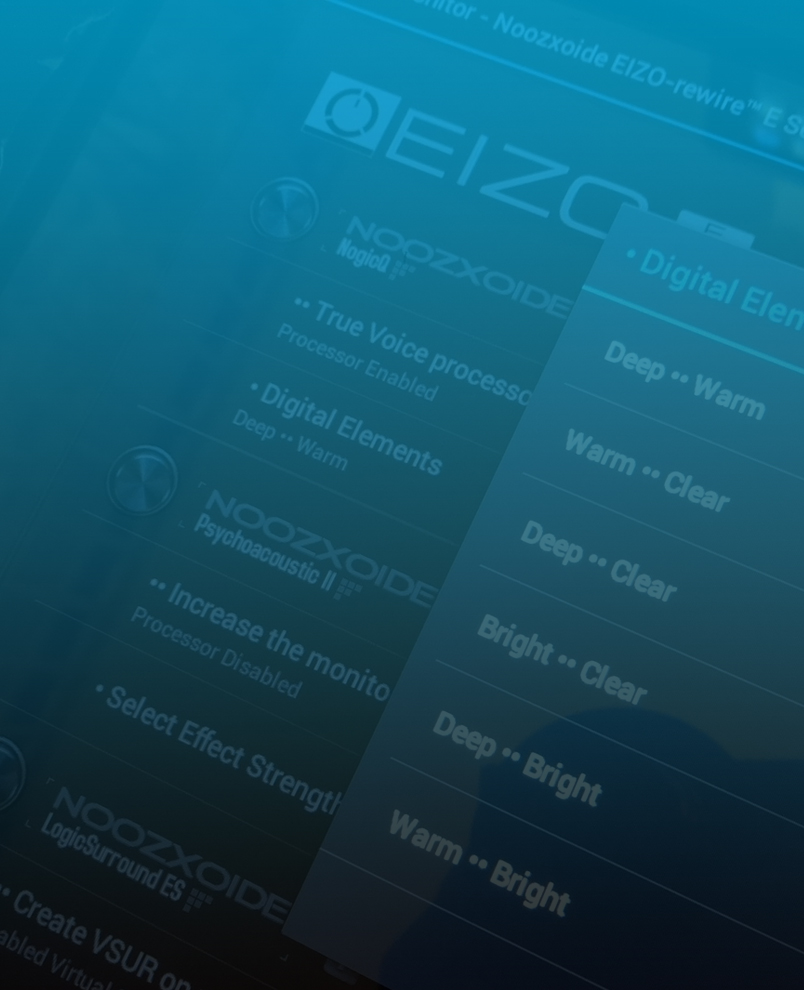 nitor - Noozxoide EIZO-rewire™ E S
EIZO
E
NOOZXOIDE
NogicQ
•• True Voice processo
Processor Enabled
• Digital Elements
Deep •• Warm
NOOZXOIDE
Psychoacoustic II
•• Increase the monito
Processor Disabled
• Select Effect Strength
NOOZXOIDE
LogicSurround ES
•• Create VSUR on
abled Virtual
• Digital Elem
Deep •• Warm
Warm •• Clear
Deep •• Clear
Bright •• Clear
Deep •• Bright
Warm •• Bright